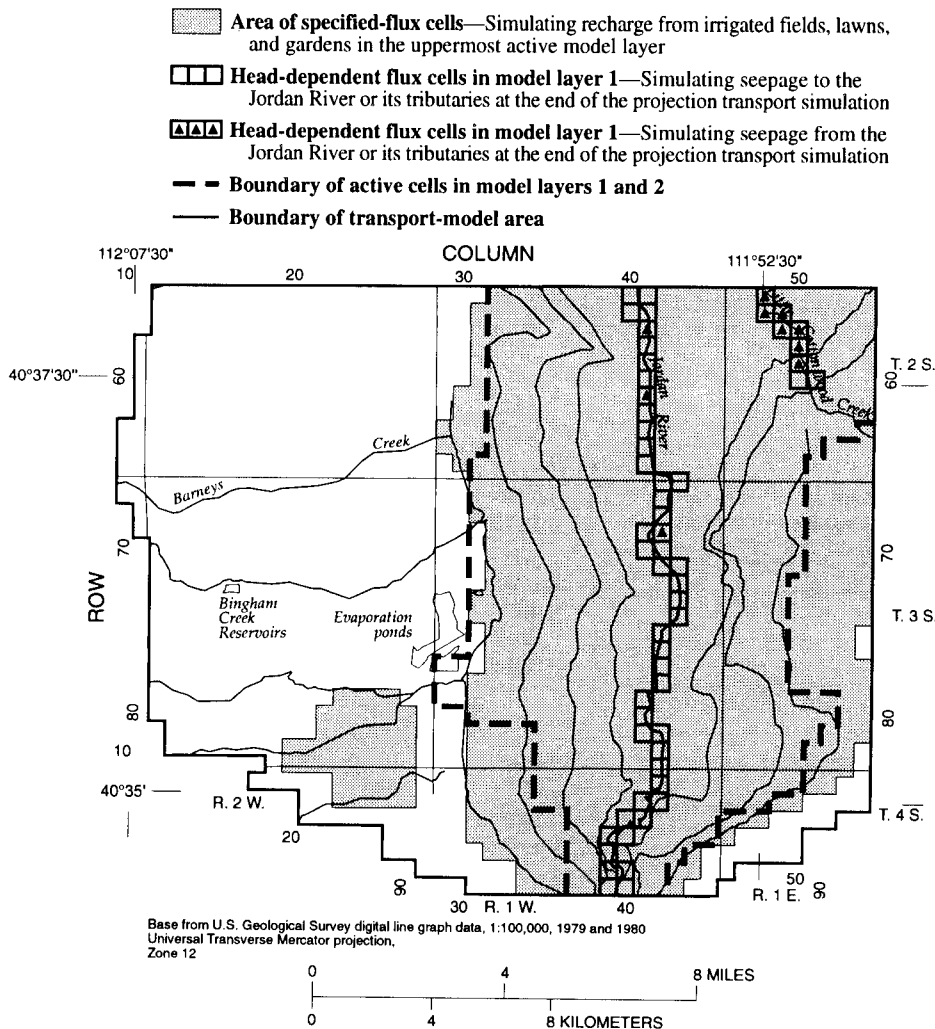 Area of specified-flux cells—Simulating recharge from irrigated fields, lawns,
and gardens in the uppermost active model layer
Head-dependent flux cells in model layer 1—Simulating seepage to the
Jordan River or its tributaries at the end of the projection transport simulation
Head-dependent flux cells in model layer 1—Simulating seepage from the
Jordan River or its tributaries at the end of the projection transport simulation
Boundary of active cells in model layers 1 and 2
Boundary of transport-model area
COLUMN
112°07'30"
111°52'30"
10
20
30
40
50
T. 2 S.
40°37'30"
60
60
Jordan
River
Creek
Creek
Barneys
70
70
ROW
Bingham
Creek
Reservoirs
Evaporation
ponds
T. 3 S.
80
80
10
40°35'
R. 2 W.
T. 4 S.
20
90
30
R. 1 W.
40
R. 1 E.
50
90
Base from U.S. Geological Survey digital line graph data, 1:100,000, 1979 and 1980
Universal Transverse Mercator projection,
Zone 12
0
4
8 MILES
0
4
8 KILOMETERS